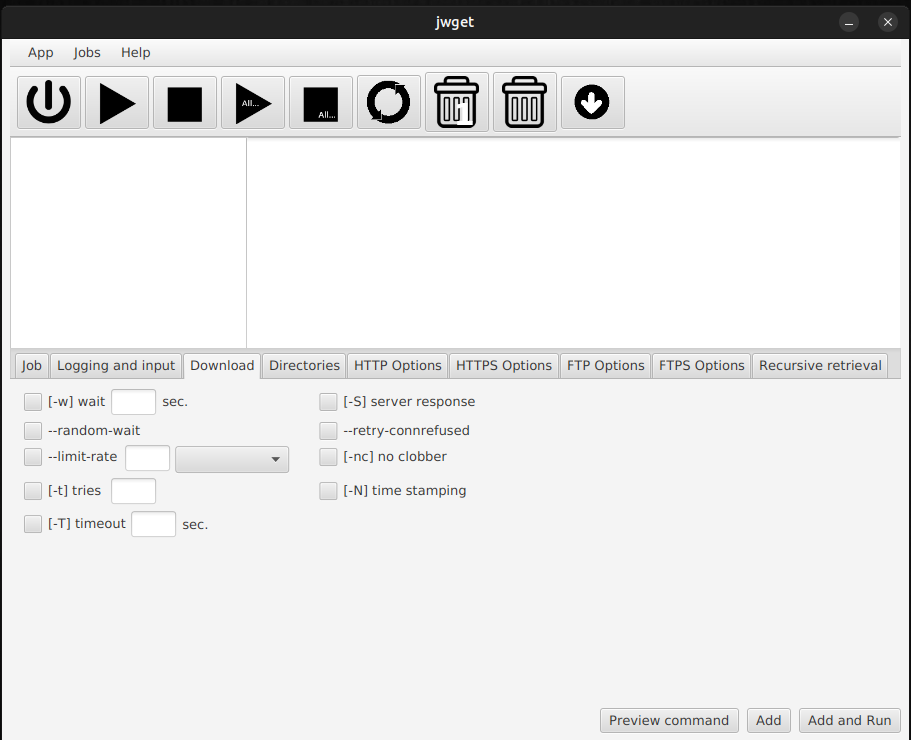 jwget
App Jobs Help
All... All...
Job Logging and input Download Directories HTTP Options HTTPS Options FTP Options FTPS Options Recursive retrieval
[-w] wait sec. [-S] server response
--random-wait --retry-connrefused
--limit-rate [-nc] no clobber
[-t] tries [-N] time stamping
[-T] timeout sec.
Preview command Add Add and Run